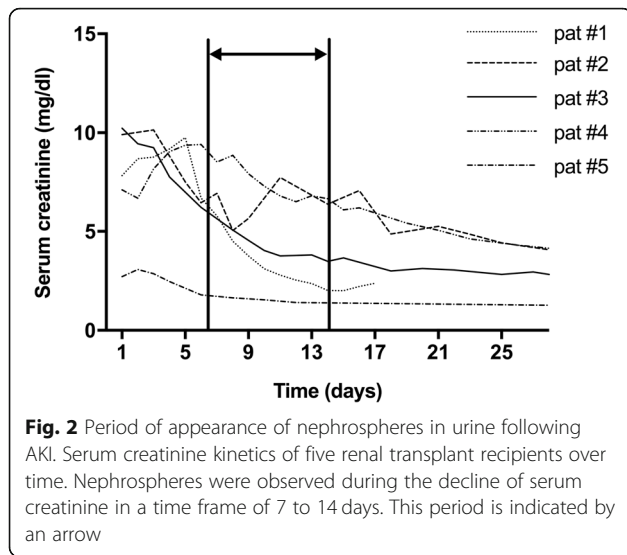 15
10
5
0
Serum creatinine (mg/dl)
1 5 9 13 17 21 25
Time (days)
pat #1
pat #2
pat #3
pat #4
pat #5
Fig. 2 Period of appearance of nephrospheres in urine following
AKI. Serum creatinine kinetics of five renal transplant recipients over
time. Nephrospheres were observed during the decline of serum
creatinine in a time frame of 7 to 14 days. This period is indicated by
an arrow